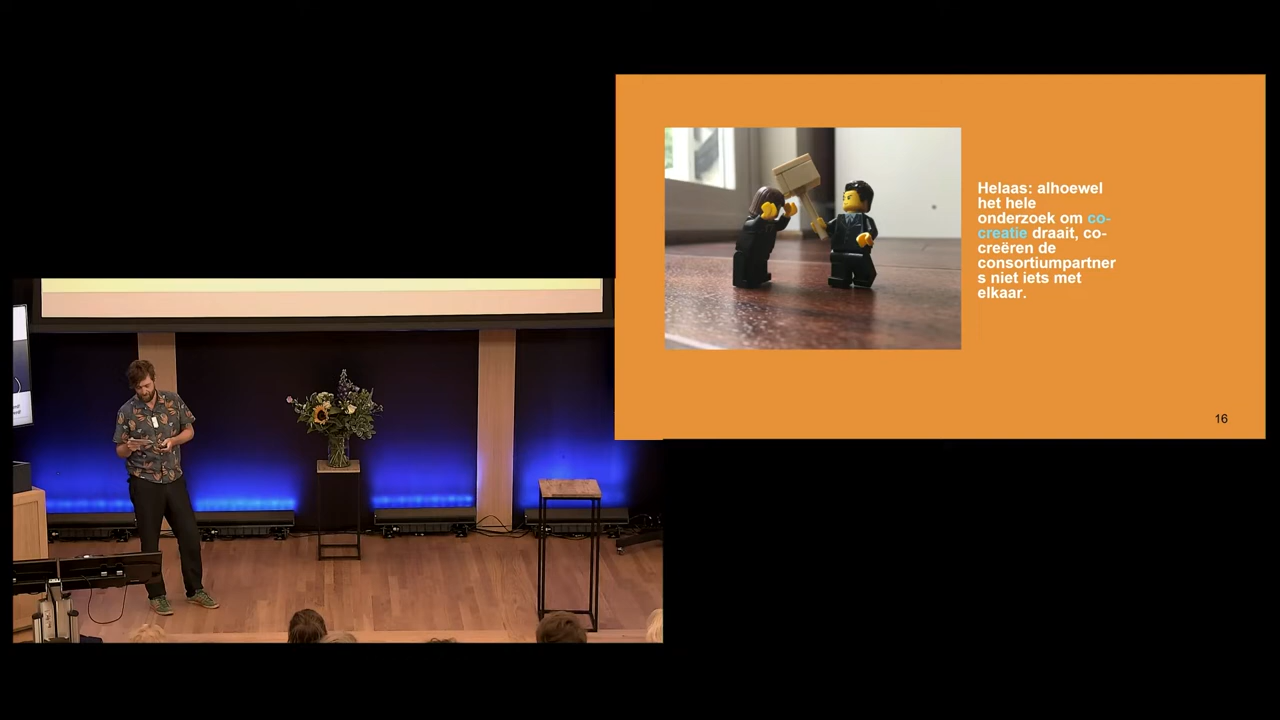 Helaas: alhoewel
het hele
onderzoek om co-
creatie draait, co-
creëren de
consortiumpartner
s niet iets met
elkaar.
16